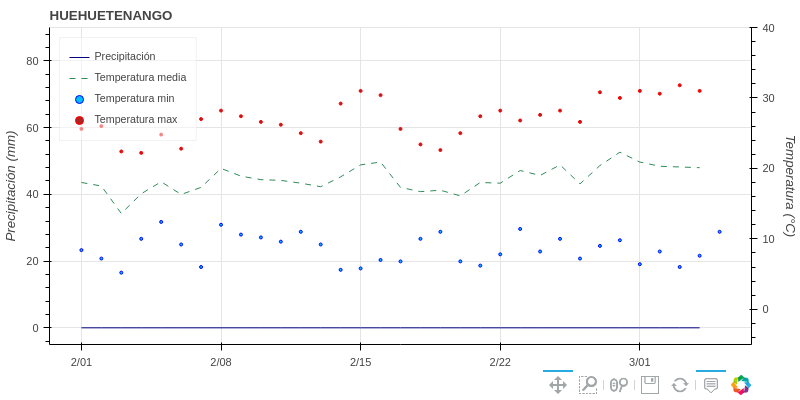 HUEHUETENANGO
Precipitación
Temperatura media
Temperatura min
Temperatura max
Precipitación (mm)
80
60
40
20
0
Temperatura (°C)
40
30
20
10
0
2/01 2/08 2/15 2/22 3/01